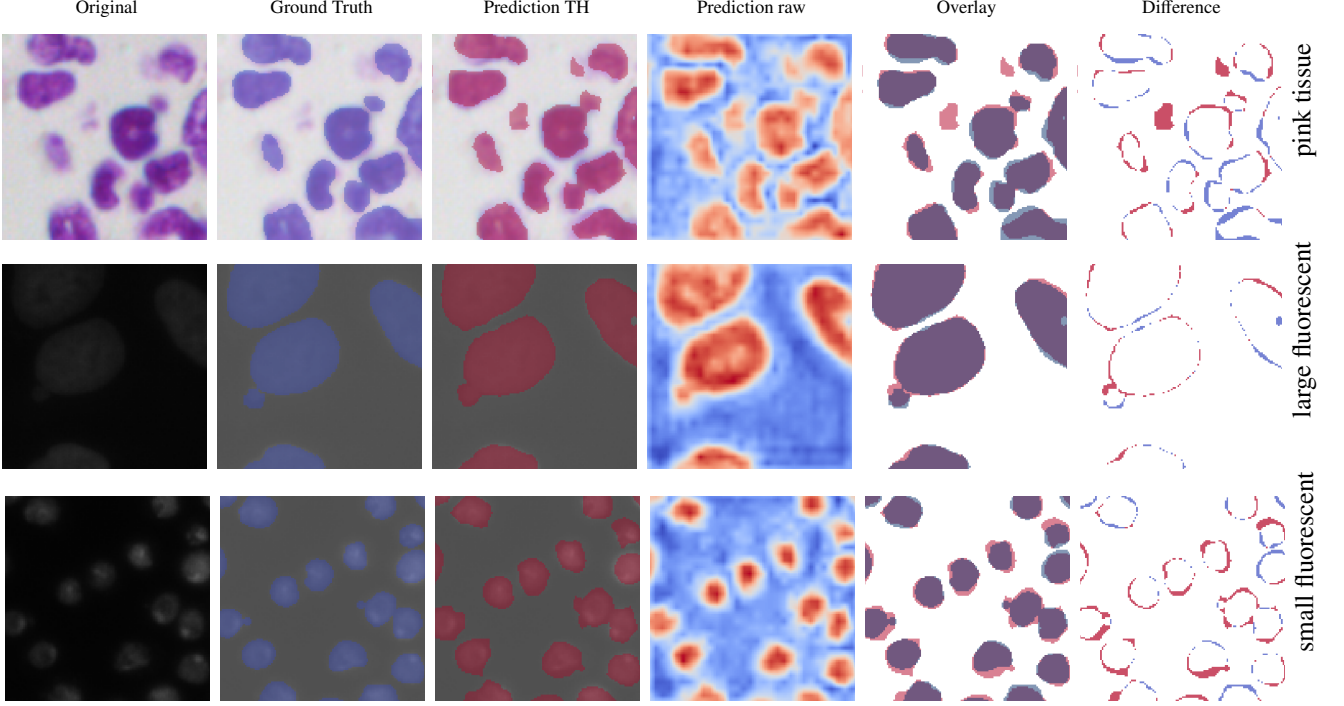 Original
Ground Truth
Prediction TH
Prediction raw
Overlay
Difference
pink tissue
large fluorescent
small fluorescent